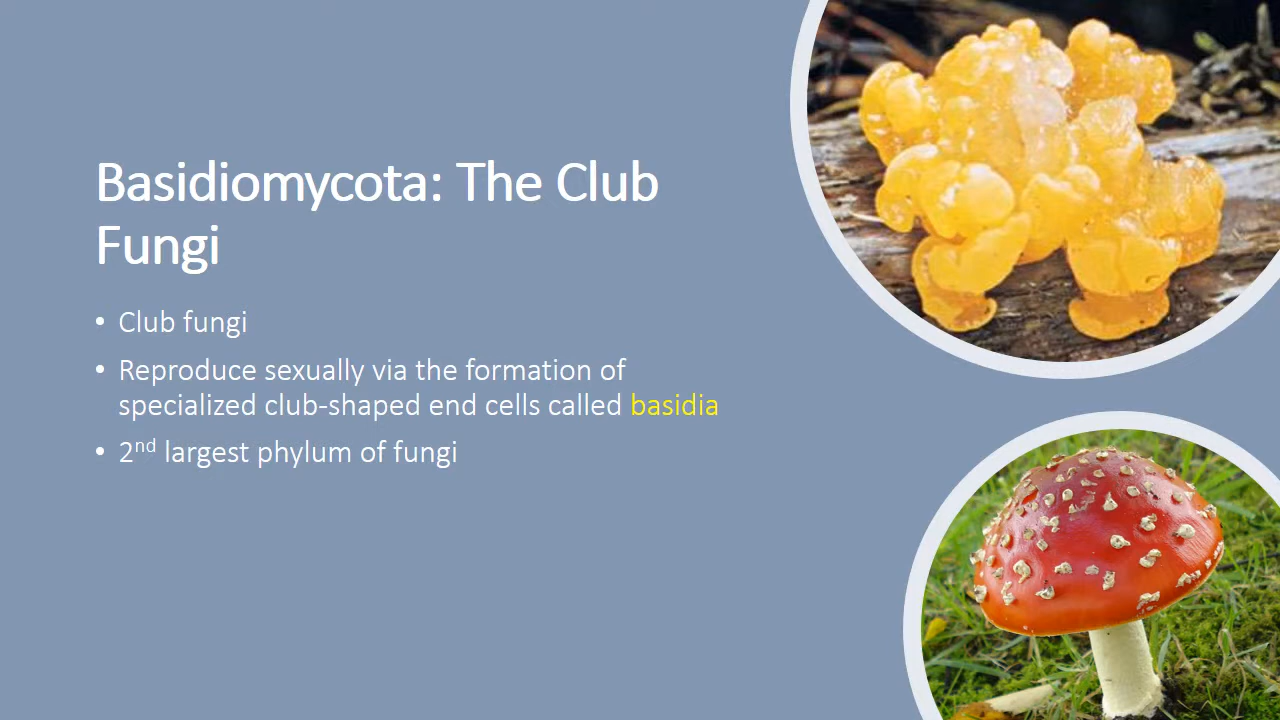 Basidiomycota: The Club
Fungi
• Club fungi
• Reproduce sexually via the formation of
specialized club-shaped end cells called basidia
• 2nd largest phylum of fungi